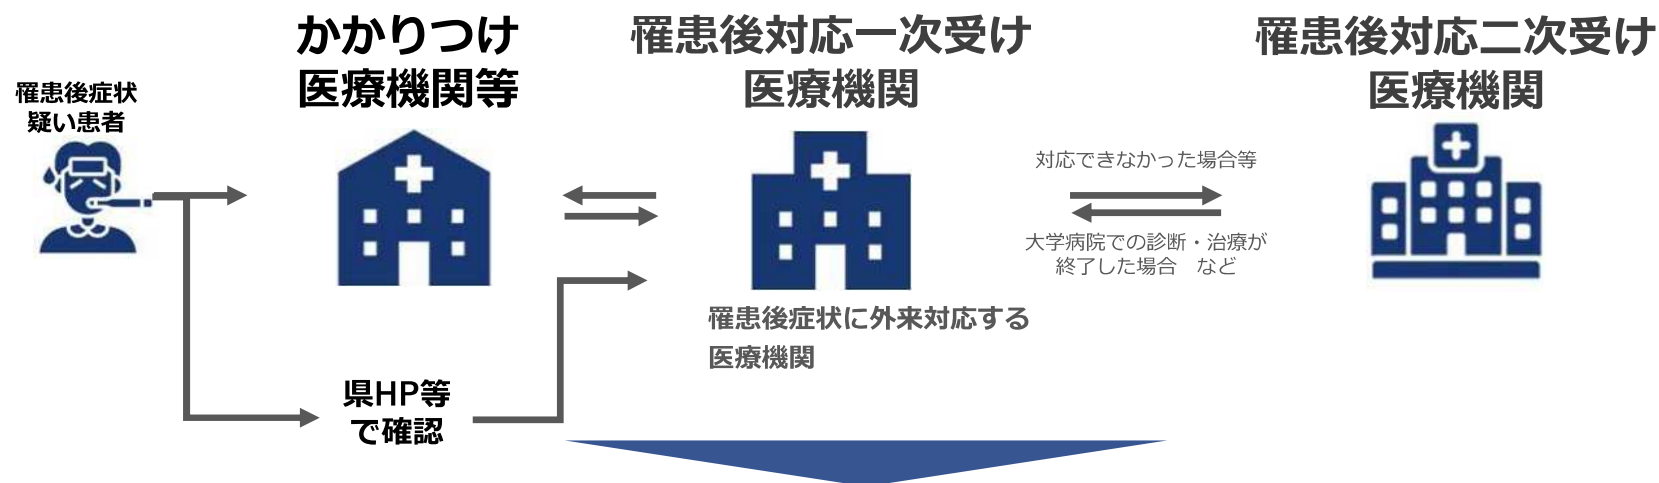 罹患後症状
疑い患者
かかりつけ
医療機関等
罹患後対応一次受け
医療機関
罹患後対応二次受け
医療機関
対応できなかった場合等
大学病院での診断・治療が
終了した場合　など
罹患後症状に外来対応する
医療機関
県HP等
で確認